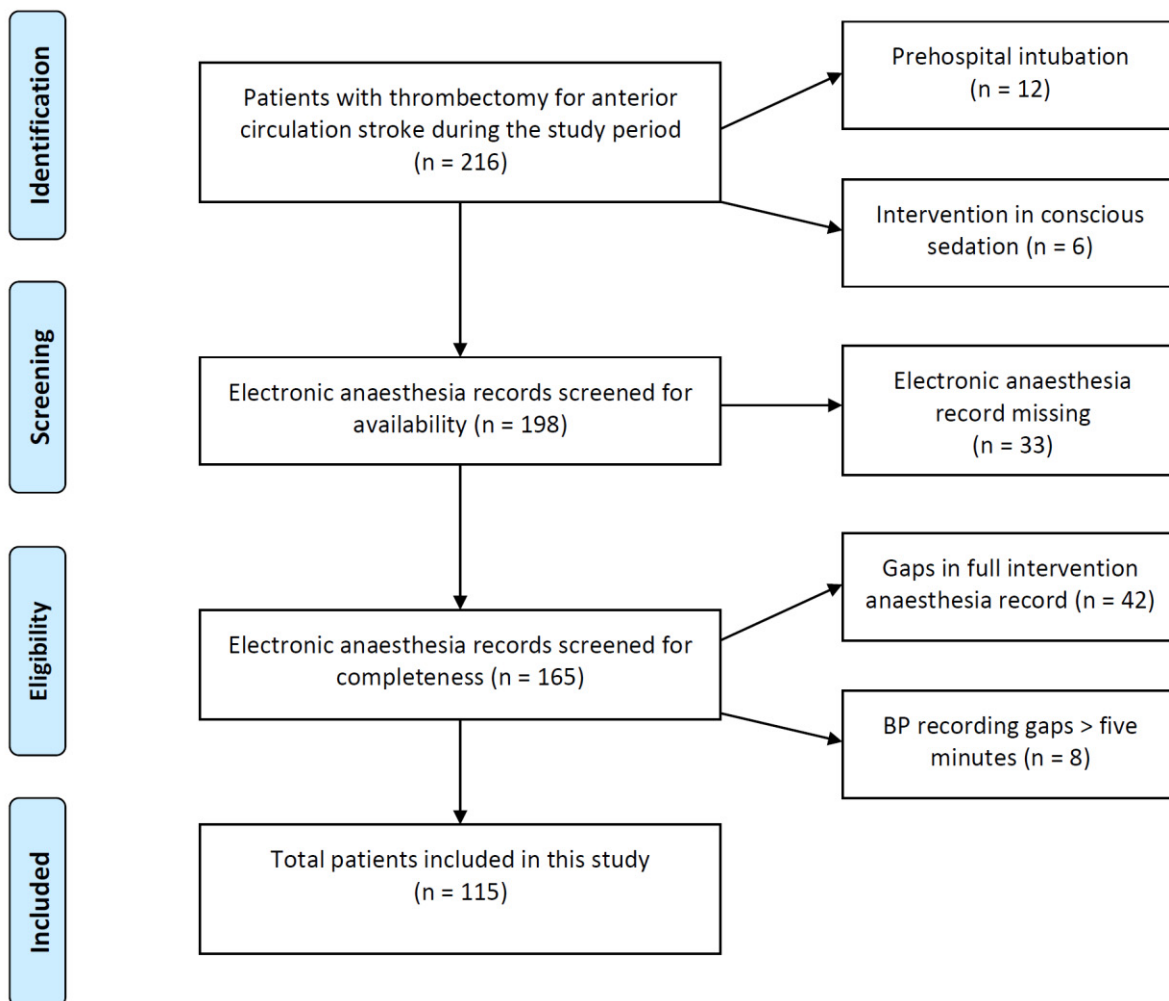 Identification
Patients with thrombectomy for anterior
circulation stroke during the study period
(n = 216)
Prehospital intubation
(n = 12)
Intervention in conscious
sedation (n = 6)
Screening
Electronic anaesthesia records screened for
availability (n = 198)
Electronic anaesthesia
record missing
(n = 33)
Eligibility
Electronic anaesthesia records screened for
completeness (n = 165)
Gaps in full intervention
anaesthesia record (n = 42)
BP recording gaps > five
minutes (n = 8)
Included
Total patients included in this study
(n = 115)